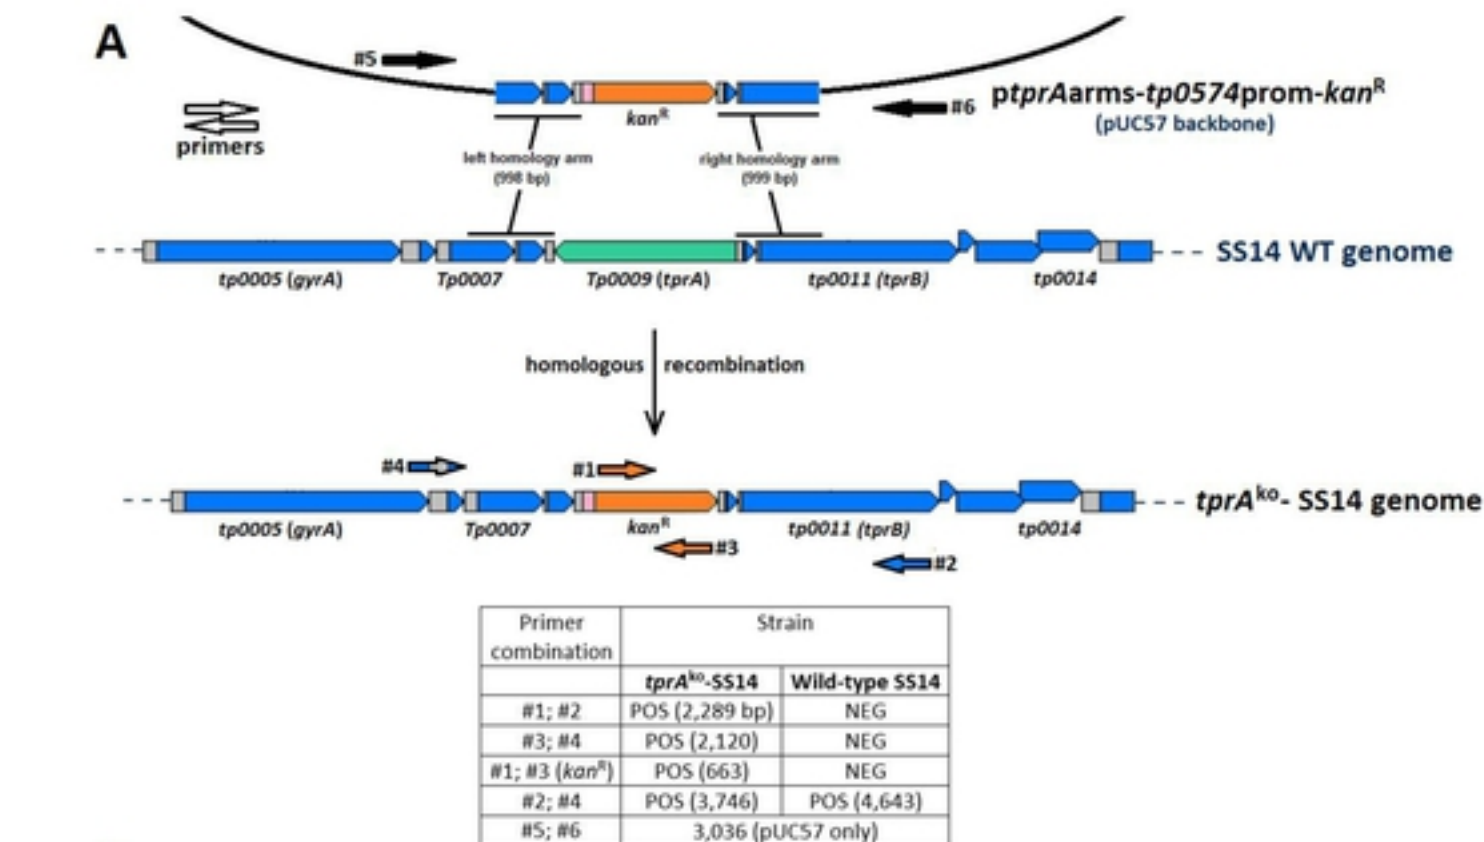 A
#5
#6
ptprAarms-tp0574prom-kanR
(pUC57 backbone)
kanR
primers
left homology arm
(998 bp)
right homology arm
(999 bp)
SS14 WT genome
tp0005 (gyrA)
Tp0007
Tp0009 (tprA)
tp0011 (tprB)
tp0014
homologous recombination
#4
#1
tprAko- SS14 genome
tp0005 (gyrA)
Tp0007
kanR
tp0011 (tprB)
tp0014
#3
#2
Primer combination
Strain
tprAko-SS14
Wild-type SS14
#1; #2
POS (2,289 bp)
NEG
#3; #4
POS (2,120)
NEG
#1; #3 (kanR)
POS (663)
NEG
#2; #4
POS (3,746)
POS (4,643)
#5; #6
3,036 (pUC57 only)